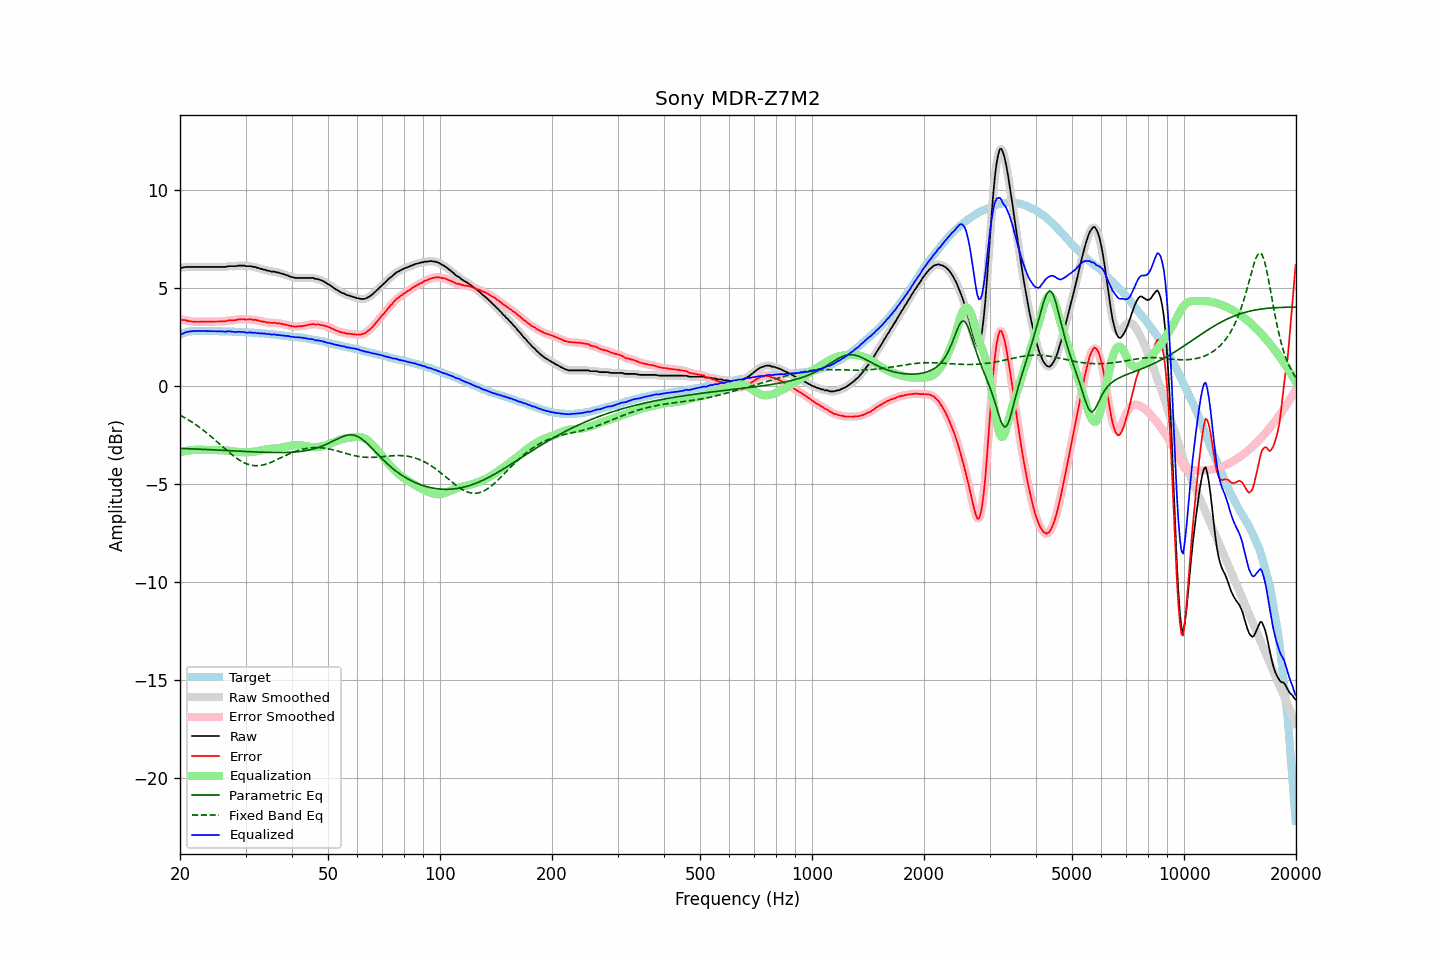 Sony MDR-Z7M2
Amplitude (dBr)
10
5
0
−5
−10
−15
−20
Target
Raw Smoothed
Error Smoothed
Raw
Error
Equalization
Parametric Eq
Fixed Band Eq
Equalized
20 50 100 200 500 1000 2000 5000 10000 20000
Frequency (Hz)